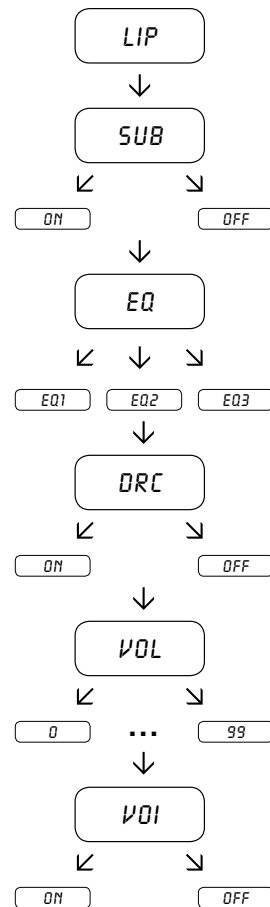 LIP
SUB
ON OFF
EQ
EQ1 EQ2 EQ3
DRC
ON OFF
VOL
0 ... 99
VOI
ON OFF